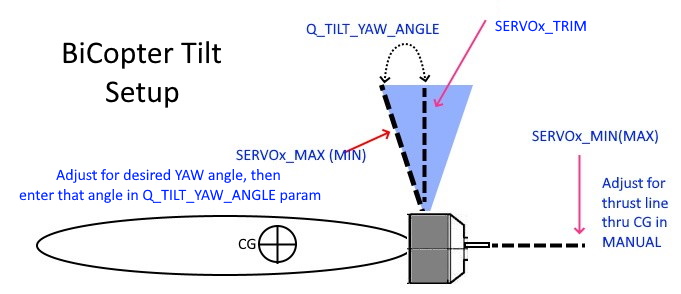 BiCopter Tilt
Setup
Q_TILT_YAW_ANGLE
SERVOx_TRIM
SERVOx_MAX (MIN)
SERVOx_MIN(MAX)
Adjust for desired YAW angle, then
enter that angle in Q_TILT_YAW_ANGLE param
Adjust for
thrust line
thru CG in
MANUAL
CG